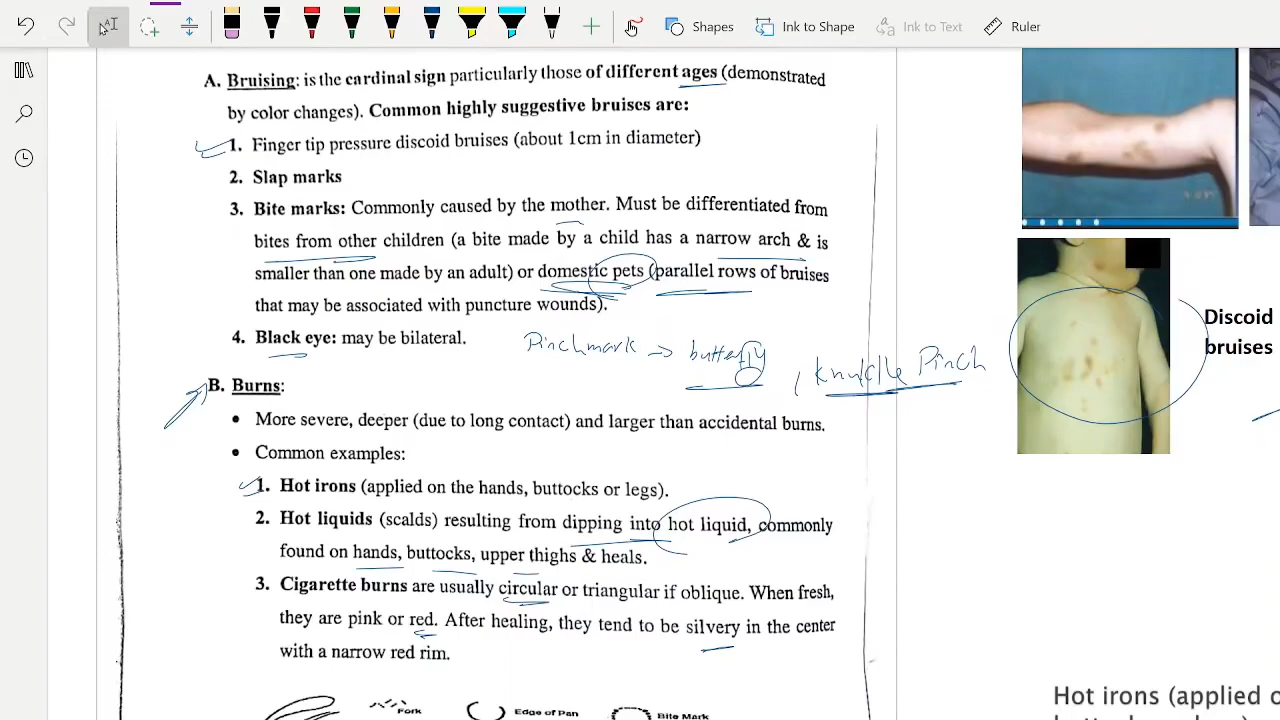 Shapes
Ink to Shape
Ink to Text
Ruler
A. Bruising: is the cardinal sign particularly those of different ages (demonstrated
by color changes). Common highly suggestive bruises are:
1. Finger tip pressure discoid bruises (about 1cm in diameter)
2. Slap marks
3. Bite marks: Commonly caused by the mother. Must be differentiated from
bites from other children (a bite made by a child has a narrow arch & is
smaller than one made by an adult) or domestic pets (parallel rows of bruises
that may be associated with puncture wounds).
4. Black eye: may be bilateral.
Pinchmark → butterfly, knuckle Pinch
B. Burns:
• More severe, deeper (due to long contact) and larger than accidental burns.
• Common examples:
1. Hot irons (applied on the hands, buttocks or legs).
2. Hot liquids (scalds) resulting from dipping into hot liquid, commonly
found on hands, buttocks, upper thighs & heals.
3. Cigarette burns are usually circular or triangular if oblique. When fresh,
they are pink or red. After healing, they tend to be silvery in the center
with a narrow red rim.
Fork
Edge of Pan
Bite Mark
Discoid
bruises
Hot irons (applied